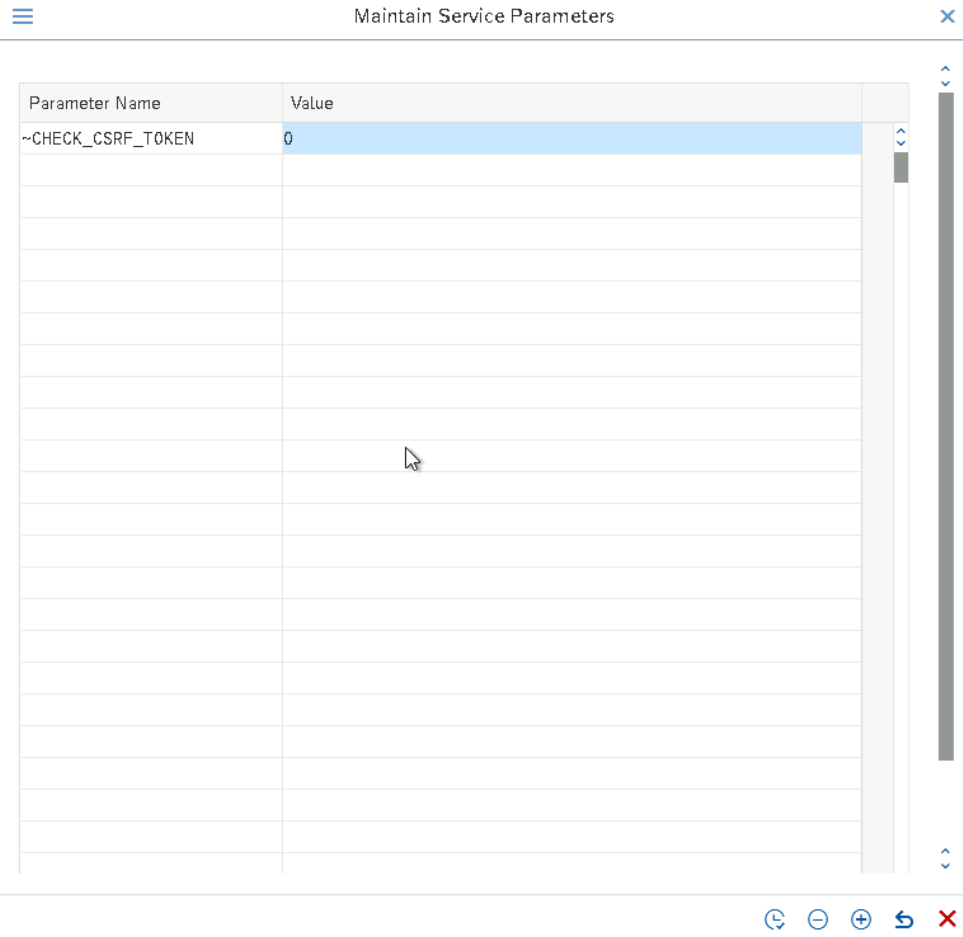 Maintain Service Parameters
Parameter Name Value
~CHECK_CSRF_TOKEN 0